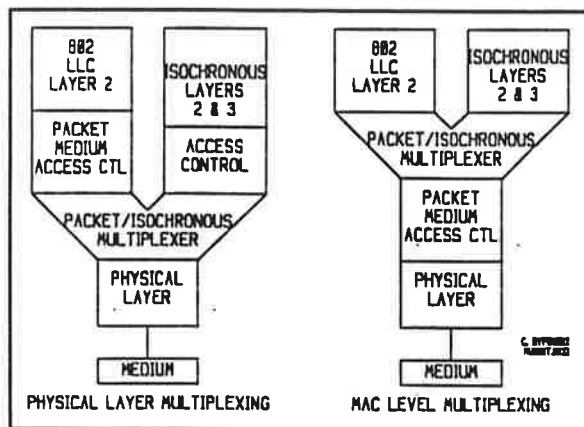 802
LLC
LAYER 2
ISOCHRONOUS
LAYERS
2 & 3
PACKET
MEDIUM
ACCESS CTL
ACCESS
CONTROL
PACKET/ISOCHRONOUS
MULTIPLEXER
PHYSICAL
LAYER
MEDIUM
PHYSICAL LAYER MULTIPLEXING
802
LLC
LAYER 2
ISOCHRONOUS
LAYERS
2 & 3
PACKET/ISOCHRONOUS
MULTIPLEXER
PACKET
MEDIUM
ACCESS CTL
PHYSICAL
LAYER
MEDIUM
MAC LEVEL MULTIPLEXING